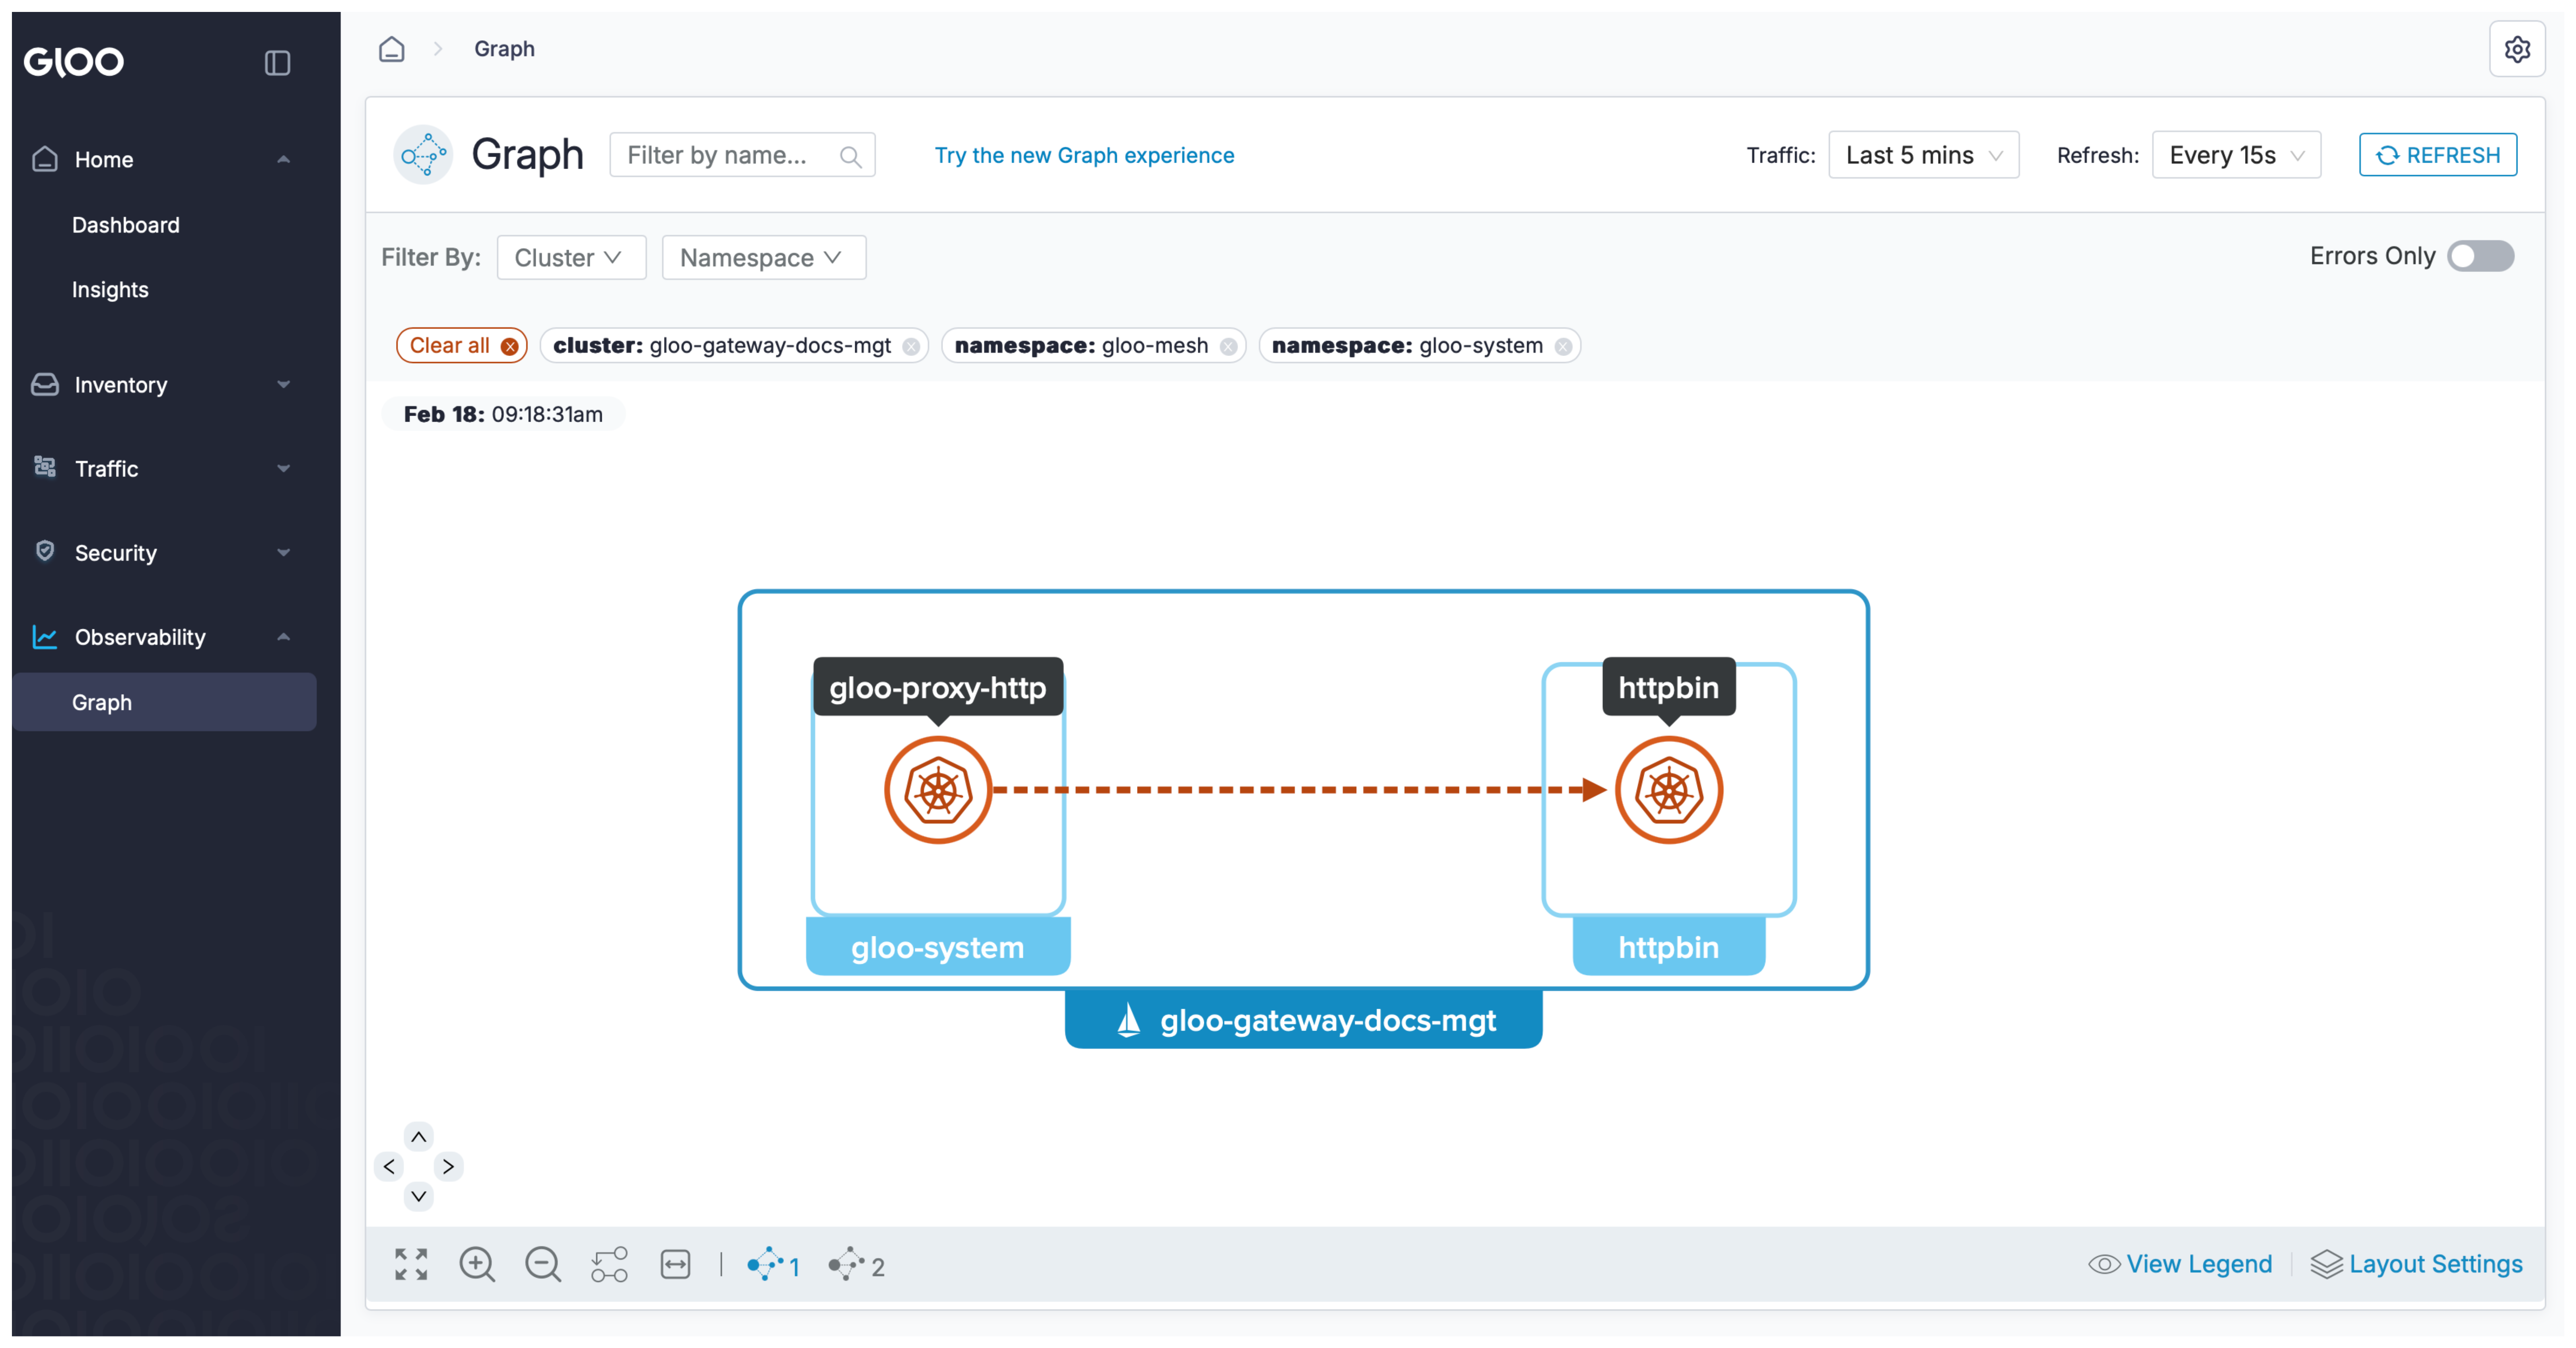 Gloo
Home
Dashboard
Insights
Inventory
Traffic
Security
Observability
Graph
Graph
Graph
Filter by name...
Try the new Graph experience
Traffic:
Last 5 mins
Refresh:
Every 15s
REFRESH
Filter By:
Cluster
Namespace
Errors Only
Clear all
cluster: gloo-gateway-docs-mgt
namespace: gloo-mesh
namespace: gloo-system
Feb 18: 09:18:31am
gloo-proxy-http
httpbin
gloo-system
httpbin
gloo-gateway-docs-mgt
1
2
View Legend
Layout Settings